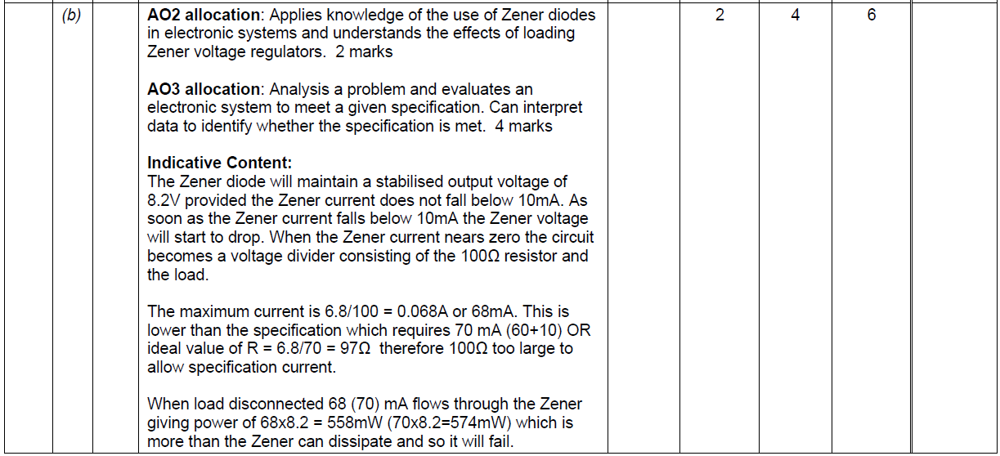 (b) AO2 allocation: Applies knowledge of the use of Zener diodes 2 4 6
in electronic systems and understands the effects of loading
Zener voltage regulators. 2 marks
AO3 allocation: Analysis a problem and evaluates an
electronic system to meet a given specification. Can interpret
data to identify whether the specification is met. 4 marks
Indicative Content:
The Zener diode will maintain a stabilised output voltage of
8.2V provided the Zener current does not fall below 10mA. As
soon as the Zener current falls below 10mA the Zener voltage
will start to drop. When the Zener current nears zero the circuit
becomes a voltage divider consisting of the 100Ω resistor and
the load.
The maximum current is 6.8/100 = 0.068A or 68mA. This is
lower than the specification which requires 70 mA (60+10) OR
ideal value of R = 6.8/70 = 97Ω therefore 100Ω too large to
allow specification current.
When load disconnected 68 (70) mA flows through the Zener
giving power of 68x8.2 = 558mW (70x8.2=574mW) which is
more than the Zener can dissipate and so it will fail.